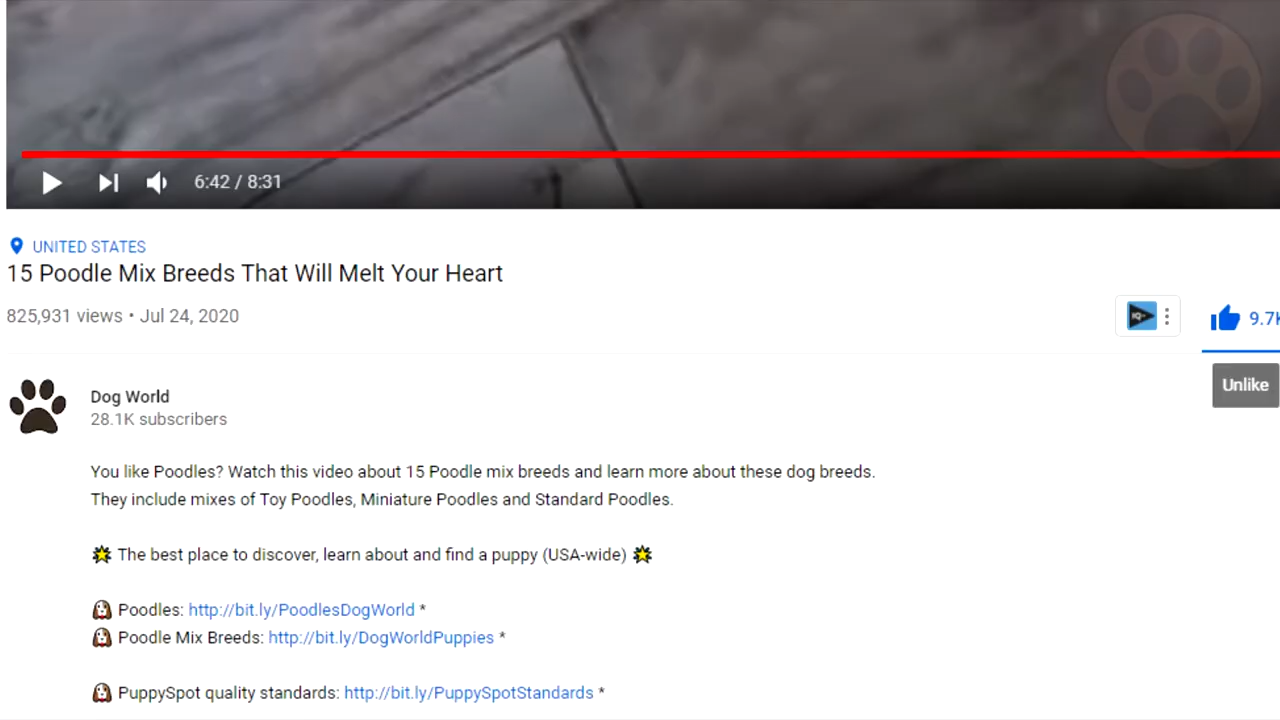 6:42 / 8:31
UNITED STATES
15 Poodle Mix Breeds That Will Melt Your Heart
825,931 views • Jul 24, 2020
IQ
9.7K
Unlike
Dog World
28.1K subscribers
You like Poodles? Watch this video about 15 Poodle mix breeds and learn more about these dog breeds.
They include mixes of Toy Poodles, Miniature Poodles and Standard Poodles.
🌟 The best place to discover, learn about and find a puppy (USA-wide) 🌟
🐶 Poodles: http://bit.ly/PoodlesDogWorld *
🐶 Poodle Mix Breeds: http://bit.ly/DogWorldPuppies *
🐶 PuppySpot quality standards: http://bit.ly/PuppySpotStandards *